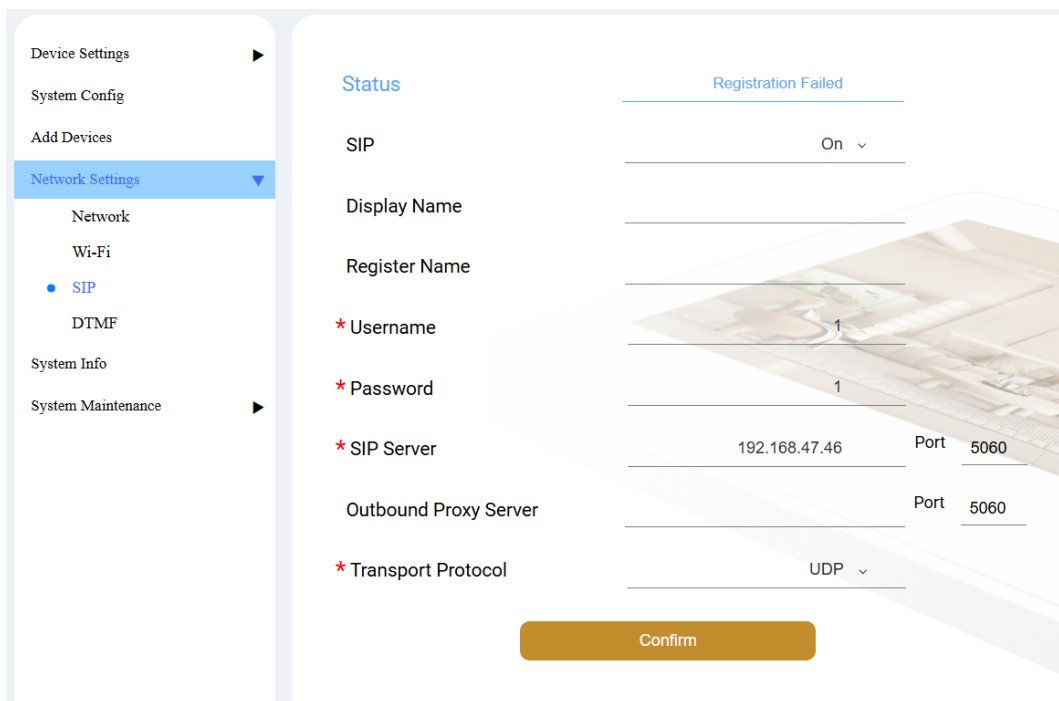 Device Settings
System Config
Add Devices
Network Settings
Network
Wi-Fi
SIP
DTMF
System Info
System Maintenance
Status Registration Failed
SIP On
Display Name
Register Name
* Username 1
* Password 1
* SIP Server 192.168.47.46 Port 5060
Outbound Proxy Server Port 5060
* Transport Protocol UDP
Confirm